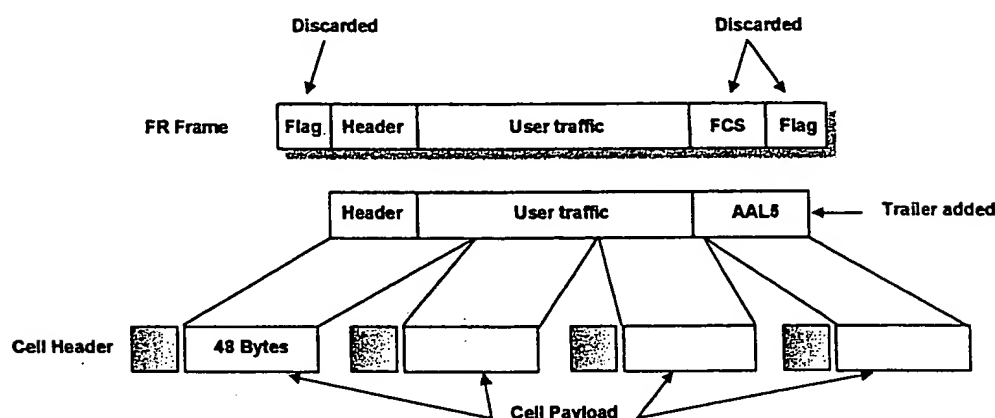 Discarded Discarded
FR Frame Flag Header User traffic FCS Flag
Header User traffic AAL5 Trailer added
Cell Header 48 Bytes
Cell Payload